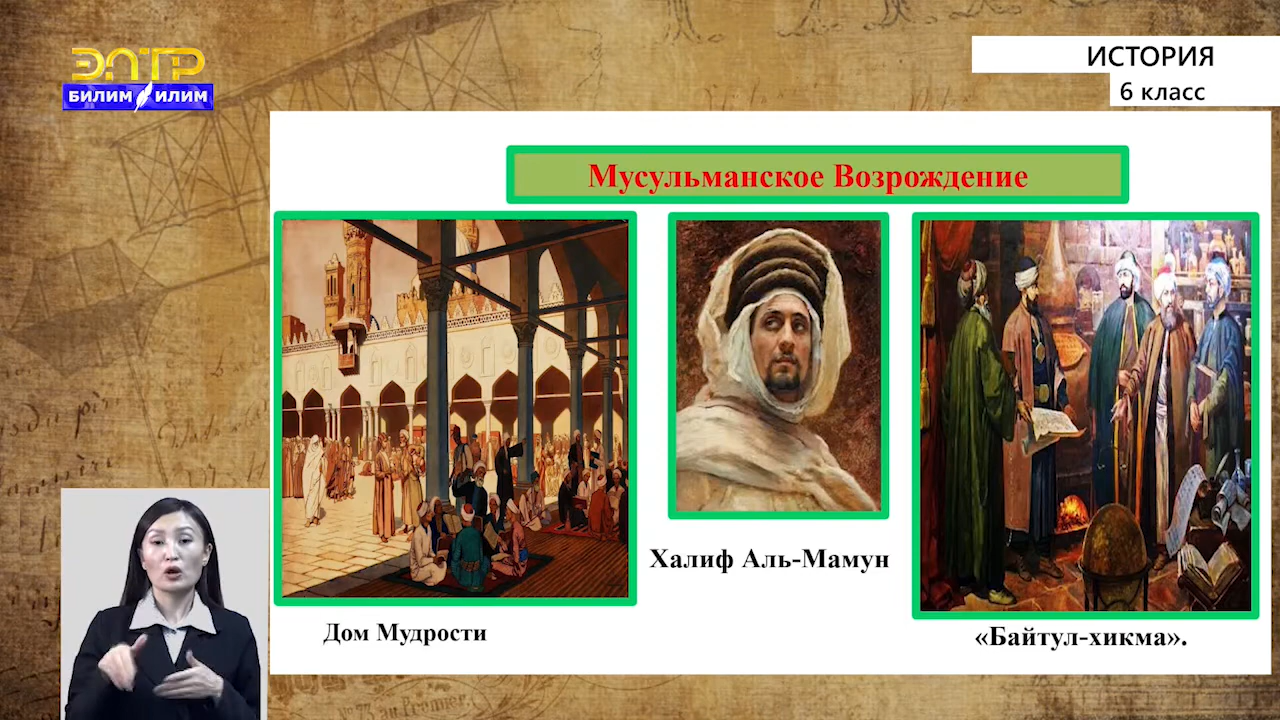 ЭЛТР
БИЛИМ ИЛИМ
ИСТОРИЯ
6 класс
Мусульманское Возрождение
Халиф Аль-Мамун
Дом Мудрости
«Байтул-хикма».